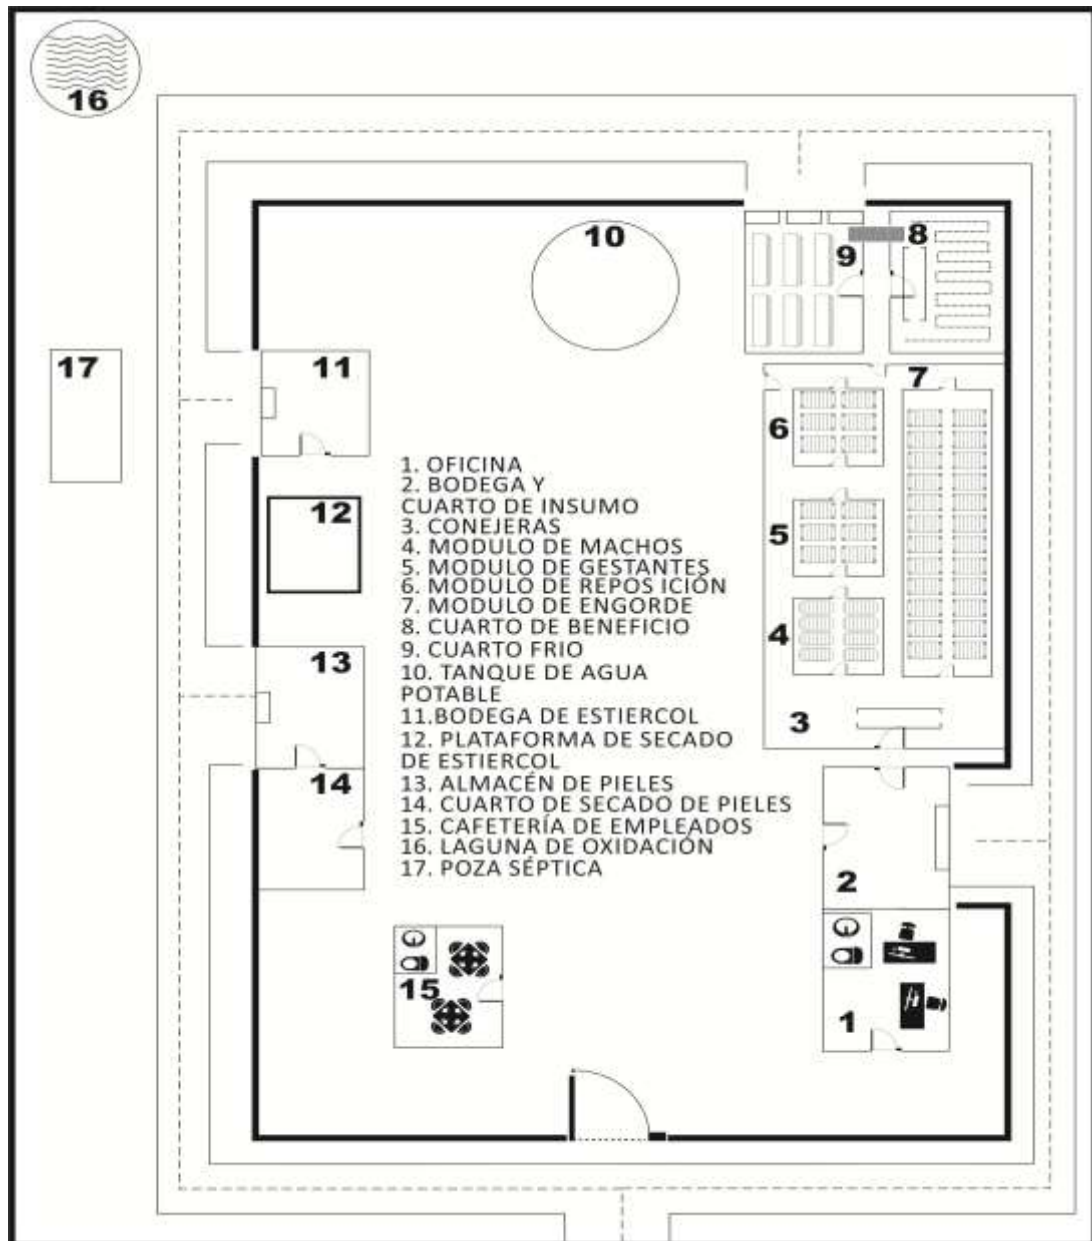 16
10
8
9
17
11
7
6
1. OFICINA
2. BODEGA Y
CUARTO DE INSUMO
3. CONEJERAS
4. MODULO DE MACHOS
5. MODULO DE GESTANTES
6. MODULO DE REPOS ICIÓN
7. MODULO DE ENGORDE
8. CUARTO DE BENEFICIO
9. CUARTO FRIO
10. TANQUE DE AGUA
POTABLE
11.BODEGA DE ESTIERCOL
12. PLATAFORMA DE SECADO
DE ESTIERCOL
13. ALMACÉN DE PIELES
14. CUARTO DE SECADO DE PIELES
15. CAFETERÍA DE EMPLEADOS
16. LAGUNA DE OXIDACIÓN
17. POZA SÉPTICA
12
5
4
13
3
14
2
15
1